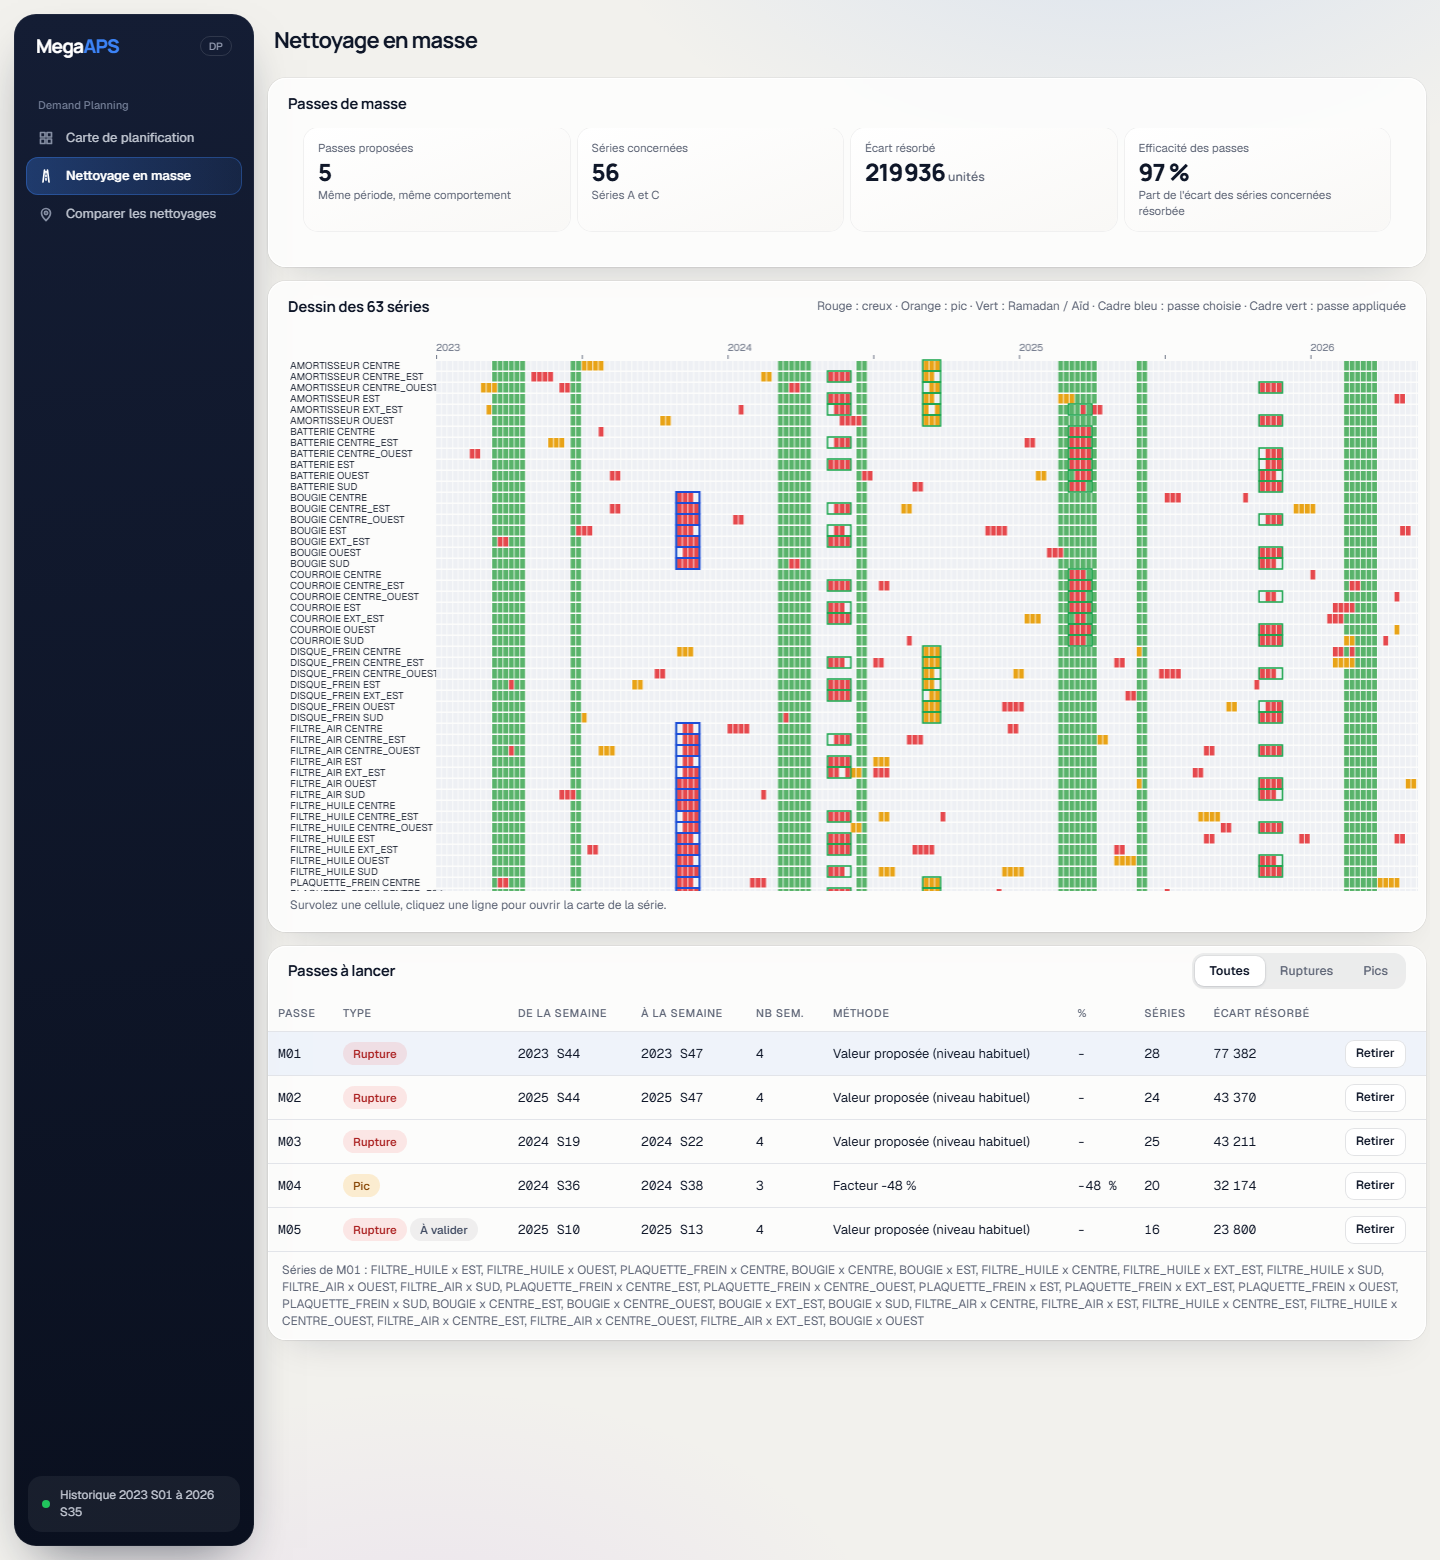 MegaAPS
DP
Demand Planning
Carte de planification
Nettoyage en masse
Comparer les nettoyages
Historique 2023 S01 à 2026
S35
Nettoyage en masse
Passes de masse
Passes proposées
5
Même période, même comportement
Séries concernées
56
Séries A et C
Écart résorbé
219 936 unités
Efficacité des passes
97 %
Part de l'écart des séries concernées
résorbée
Dessin des 63 séries
Rouge : creux · Orange : pic · Vert : Ramadan / Aïd · Cadre bleu : passe choisie · Cadre vert : passe appliquée
2023 2024 2025 2026
AMORTISSEUR CENTRE
AMORTISSEUR CENTRE_EST
AMORTISSEUR CENTRE_OUEST
AMORTISSEUR EST
AMORTISSEUR EXT_EST
AMORTISSEUR OUEST
BATTERIE CENTRE
BATTERIE CENTRE_EST
BATTERIE CENTRE_OUEST
BATTERIE EST
BATTERIE OUEST
BATTERIE SUD
BOUGIE CENTRE
BOUGIE CENTRE_EST
BOUGIE CENTRE_OUEST
BOUGIE EST
BOUGIE EXT_EST
BOUGIE OUEST
BOUGIE SUD
COURROIE CENTRE
COURROIE CENTRE_EST
COURROIE CENTRE_OUEST
COURROIE EST
COURROIE EXT_EST
COURROIE OUEST
COURROIE SUD
DISQUE_FREIN CENTRE
DISQUE_FREIN CENTRE_EST
DISQUE_FREIN CENTRE_OUEST
DISQUE_FREIN EST
DISQUE_FREIN EXT_EST
DISQUE_FREIN OUEST
DISQUE_FREIN SUD
FILTRE_AIR CENTRE
FILTRE_AIR CENTRE_EST
FILTRE_AIR CENTRE_OUEST
FILTRE_AIR EST
FILTRE_AIR EXT_EST
FILTRE_AIR OUEST
FILTRE_AIR SUD
FILTRE_HUILE CENTRE
FILTRE_HUILE CENTRE_EST
FILTRE_HUILE CENTRE_OUEST
FILTRE_HUILE EST
FILTRE_HUILE EXT_EST
FILTRE_HUILE OUEST
FILTRE_HUILE SUD
PLAQUETTE_FREIN CENTRE
Survolez une cellule, cliquez une ligne pour ouvrir la carte de la série.
Passes à lancer
Toutes Ruptures Pics
PASSE TYPE DE LA SEMAINE À LA SEMAINE NB SEM. MÉTHODE % SÉRIES ÉCART RÉSORBÉ
M01 Rupture 2023 S44 2023 S47 4 Valeur proposée (niveau habituel) - 28 77 382 Retirer
M02 Rupture 2025 S44 2025 S47 4 Valeur proposée (niveau habituel) - 24 43 370 Retirer
M03 Rupture 2024 S19 2024 S22 4 Valeur proposée (niveau habituel) - 25 43 211 Retirer
M04 Pic 2024 S36 2024 S38 3 Facteur -48 % -48 % 20 32 174 Retirer
M05 Rupture À valider 2025 S10 2025 S13 4 Valeur proposée (niveau habituel) - 16 23 800 Retirer
Séries de M01 : FILTRE_HUILE x EST, FILTRE_HUILE x OUEST, PLAQUETTE_FREIN x CENTRE, BOUGIE x CENTRE, BOUGIE x EST, FILTRE_HUILE x CENTRE, FILTRE_HUILE x EXT_EST, FILTRE_HUILE x SUD,
FILTRE_AIR x OUEST, FILTRE_AIR x SUD, PLAQUETTE_FREIN x CENTRE_EST, PLAQUETTE_FREIN x CENTRE_OUEST, PLAQUETTE_FREIN x EST, PLAQUETTE_FREIN x EXT_EST, PLAQUETTE_FREIN x OUEST,
PLAQUETTE_FREIN x SUD, BOUGIE x CENTRE_EST, BOUGIE x CENTRE_OUEST, BOUGIE x EXT_EST, BOUGIE x SUD, FILTRE_AIR x CENTRE, FILTRE_AIR x EST, FILTRE_HUILE x CENTRE_EST, FILTRE_HUILE x
CENTRE_OUEST, FILTRE_AIR x CENTRE_EST, FILTRE_AIR x CENTRE_OUEST, FILTRE_AIR x EXT_EST, BOUGIE x OUEST